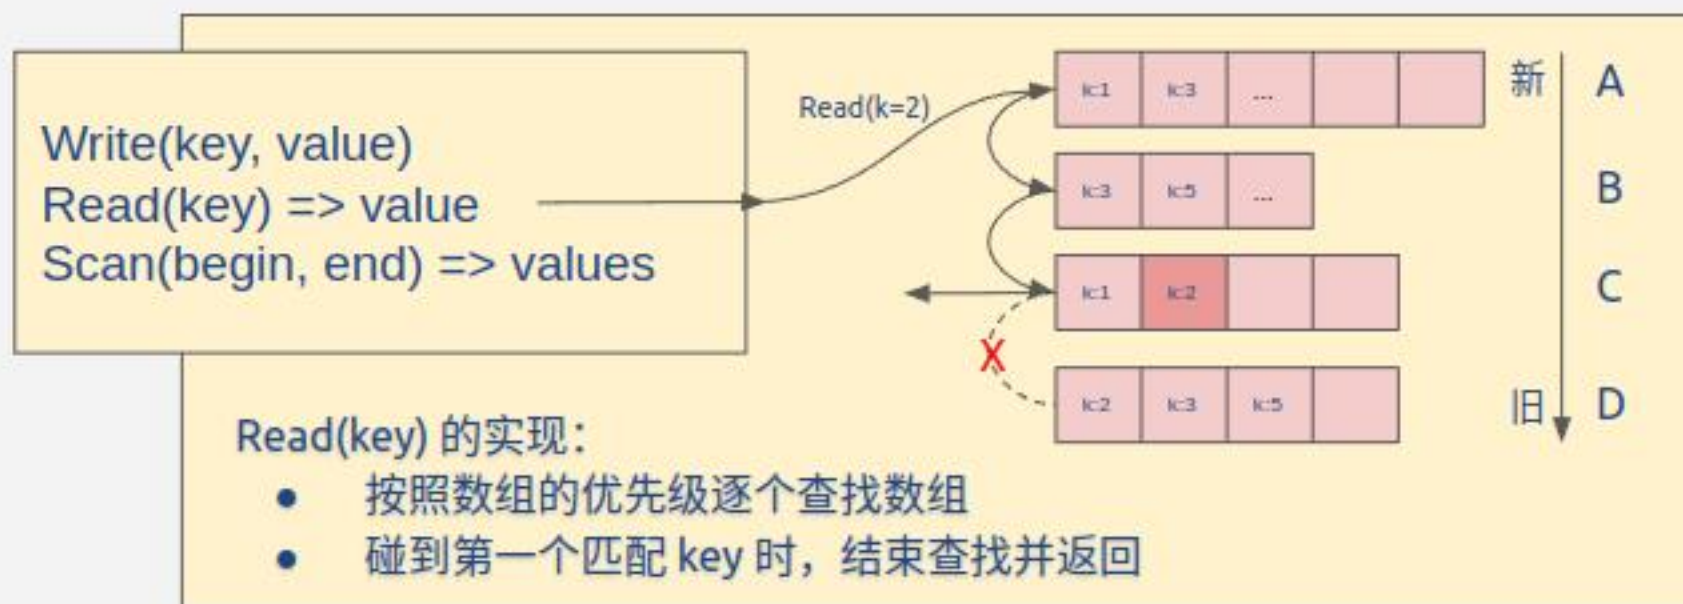 Write(key, value)
Read(key) => value
Scan(begin, end) => values
Read(k=2)
k:1 k:3 ...
新 A
k:3 k:5 ...
B
k:1 k:2
C
X
k:2 k:3 k:5
旧 D
Read(key) 的实现：
● 按照数组的优先级逐个查找数组
● 碰到第一个匹配 key 时，结束查找并返回